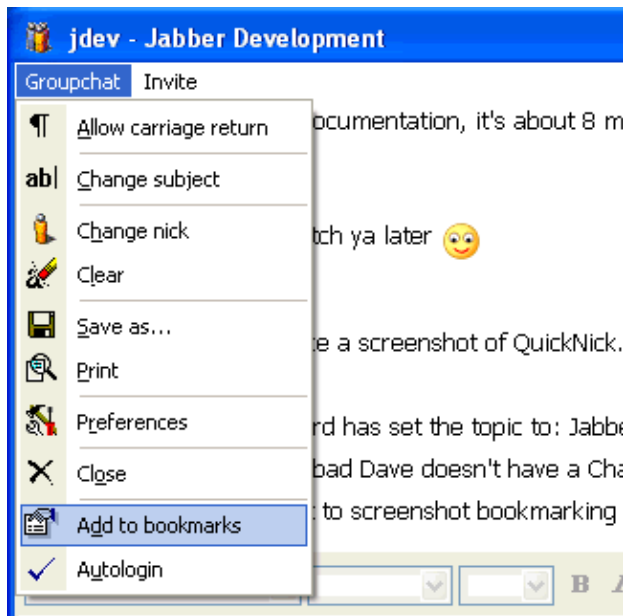 jdev - Jabber Development
Groupchat Invite
¶ Allow carriage return
ocumentation, it's about 8 m
ab| Change subject
Change nick
tch ya later
Clear
Save as...
e a screenshot of QuickNick.
Print
Preferences
rd has set the topic to: Jabbe
Close
bad Dave doesn't have a Cha
Add to bookmarks
t to screenshot bookmarking
Autologin
B